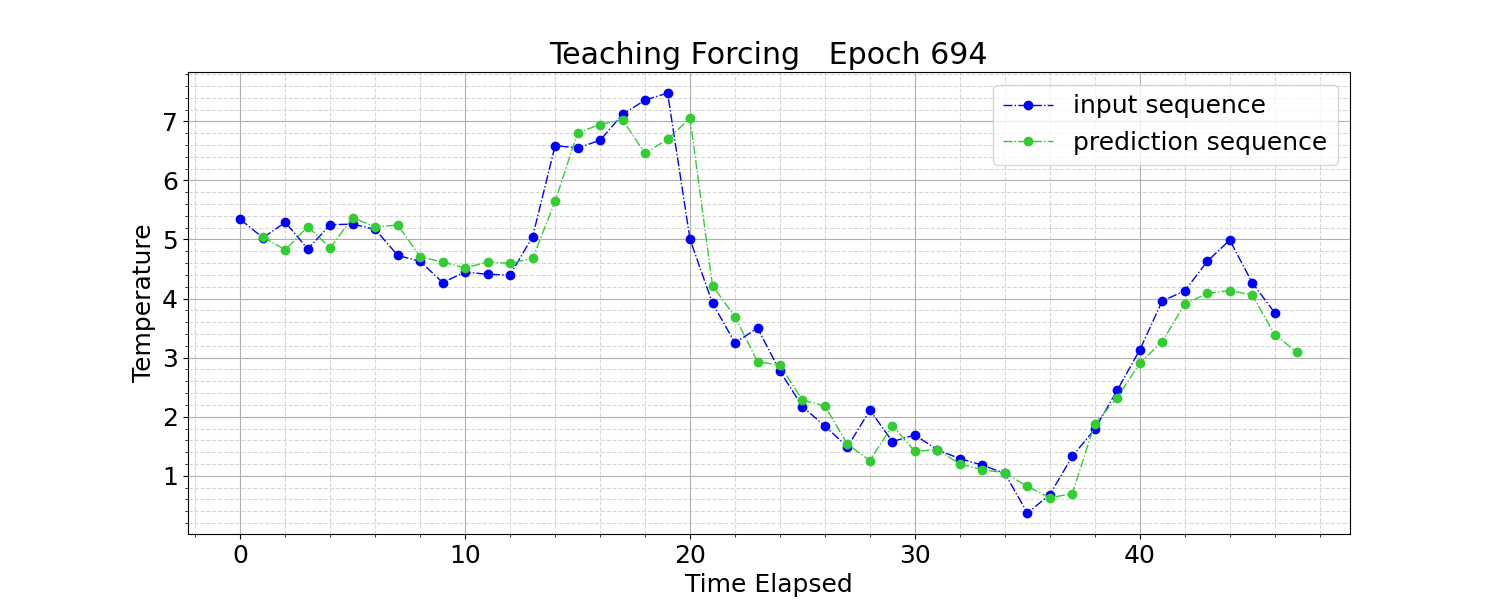 Teaching Forcing   Epoch 694
input sequence
prediction sequence
Temperature
7
6
5
4
3
2
1
0 10 20 30 40
Time Elapsed